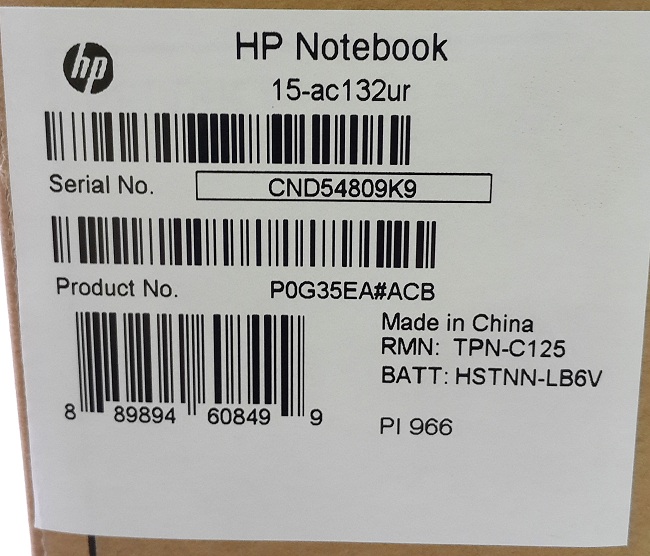 hp
HP Notebook
15-ac132ur
Serial No. CND54809K9
Product No. P0G35EA#ACB
8 89894 60849 9
Made in China
RMN: TPN-C125
BATT: HSTNN-LB6V
PI 966